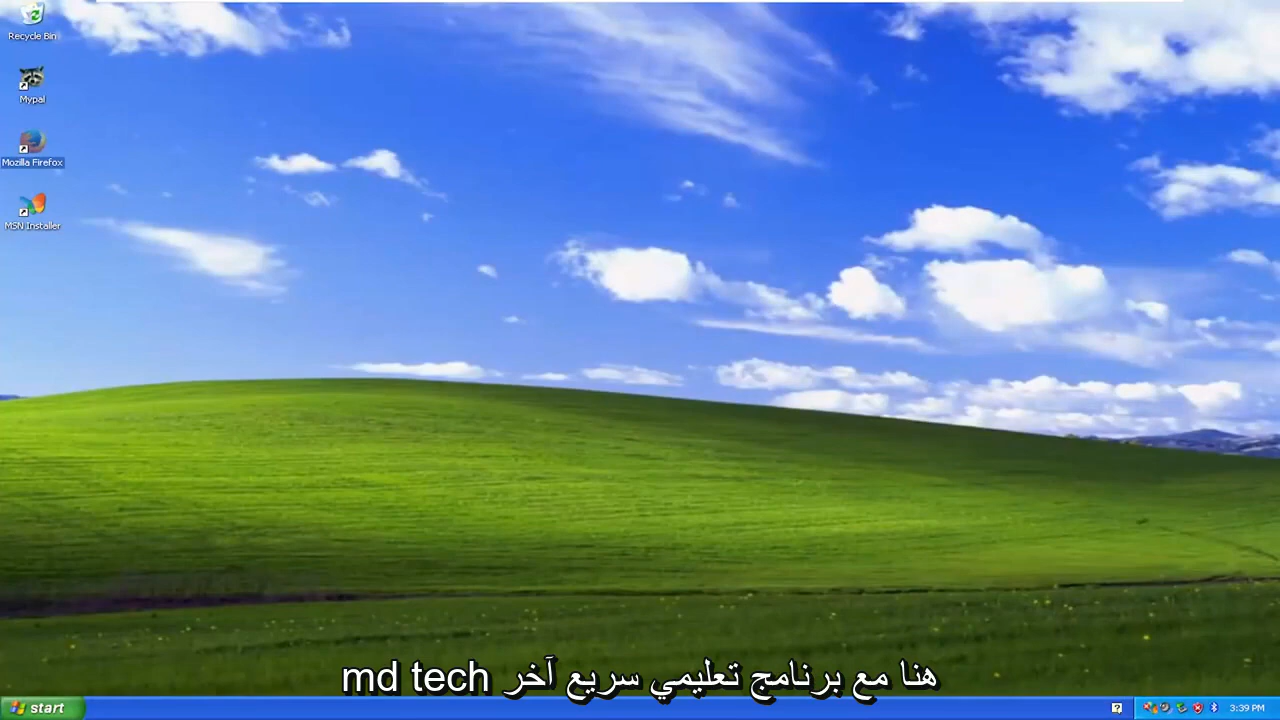 Recycle Bin
Mypal
Mozilla Firefox
MSN Installer
md tech هنا مع برنامج تعليمي سريع آخر
start
3:39 PM